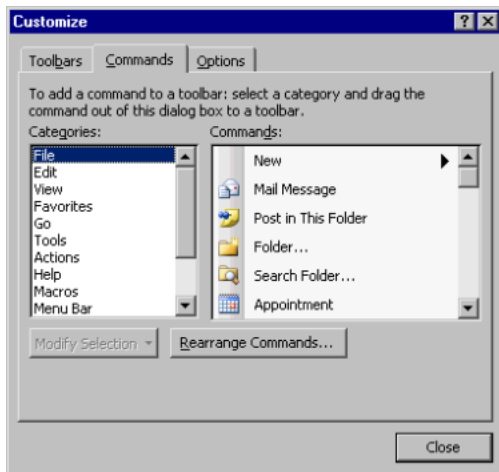 Customize
Toolbars Commands Options
To add a command to a toolbar: select a category and drag the
command out of this dialog box to a toolbar.
Categories:
Commands:
File
Edit
View
Favorites
Go
Tools
Actions
Help
Macros
Menu Bar
New
Mail Message
Post in This Folder
Folder...
Search Folder...
Appointment
Modify Selection
Rearrange Commands...
Close